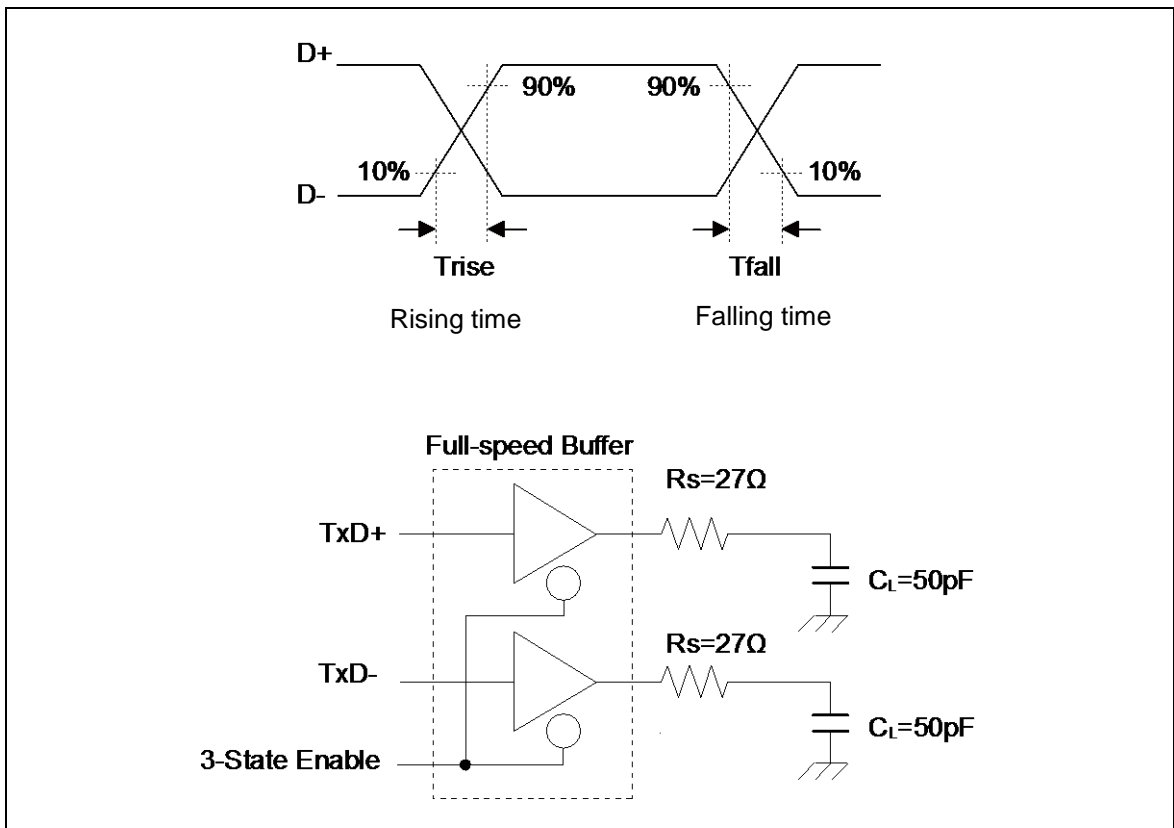 D+
90% 90%
10% 10%
D-
Trise Tfall
Rising time Falling time
Full-speed Buffer
Rs=27Ω
TxD+
CL=50pF
Rs=27Ω
TxD-
CL=50pF
3-State Enable